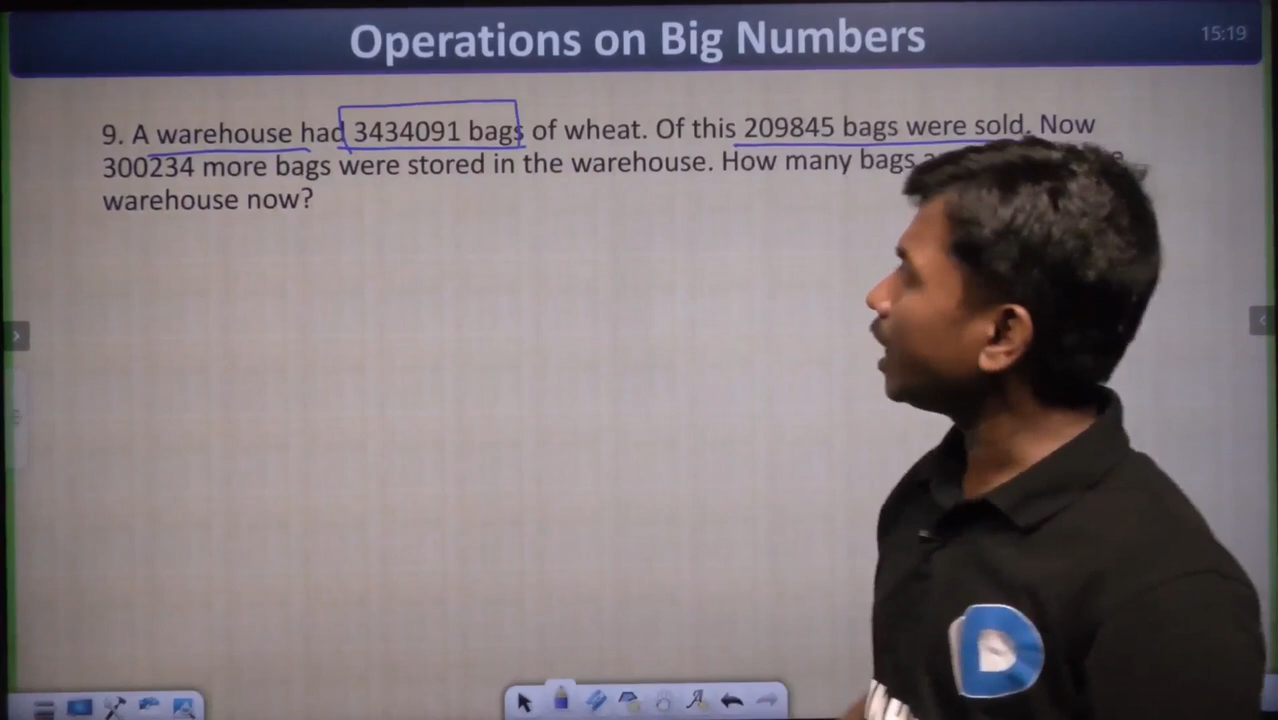 Operations on Big Numbers
15:19
9. A warehouse had 3434091 bags of wheat. Of this 209845 bags were sold. Now
300234 more bags were stored in the warehouse. How many bags
warehouse now?